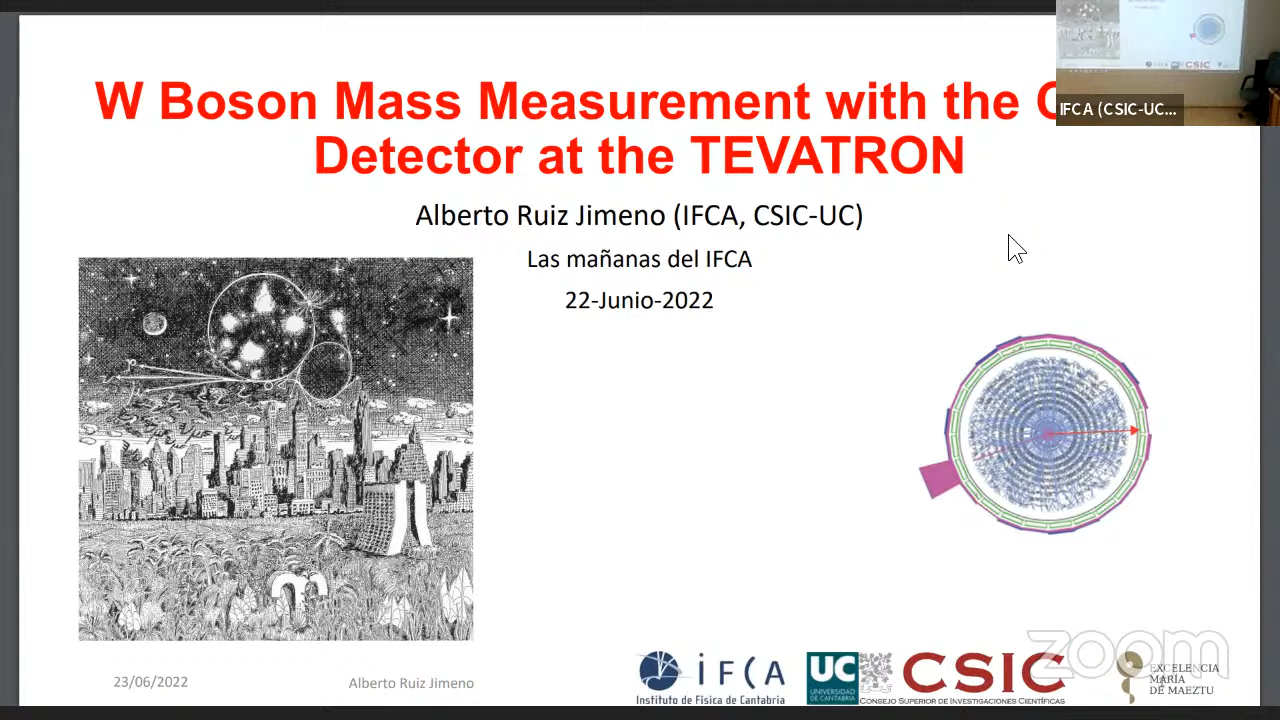 W Boson Mass Measurement with the
Detector at the TEVATRON
IFCA (CSIC-UC...
Alberto Ruiz Jimeno (IFCA, CSIC-UC)
Las mañanas del IFCA
22-Junio-2022
23/06/2022
Alberto Ruiz Jimeno
iFCA
Instituto de Física de Cantabria
UC
UNIVERSIDAD
DE CANTABRIA
CSIC
CONSEJO SUPERIOR DE INVESTIGACIONES CIENTÍFICAS
zoom
EXCELENCIA
MARÍA
DE MAEZTU
CSIC